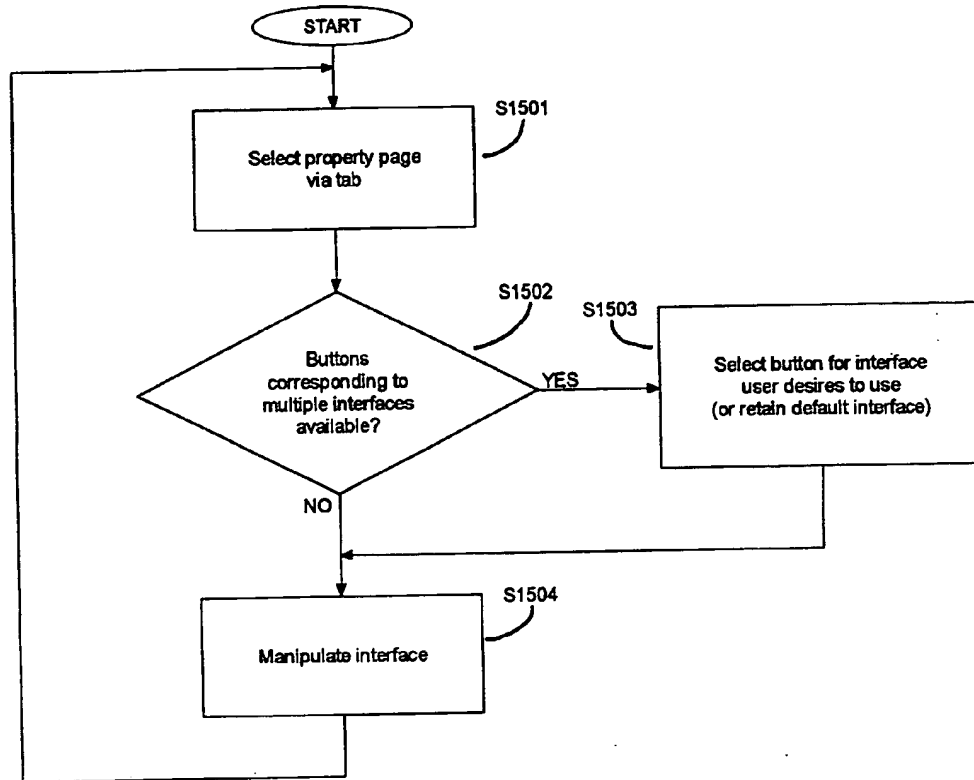 START
S1501
Select property page
via tab
S1502
Buttons
corresponding to
multiple interfaces
available?
YES
S1503
Select button for interface
user desires to use
(or retain default interface)
NO
S1504
Manipulate interface